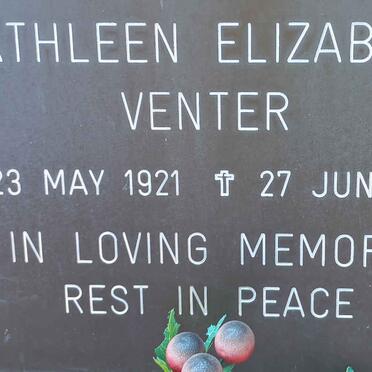 ATHLEEN ELIZAB
VENTER
23 MAY 1921 ✝ 27 JUN
IN LOVING MEMOR
REST IN PEACE